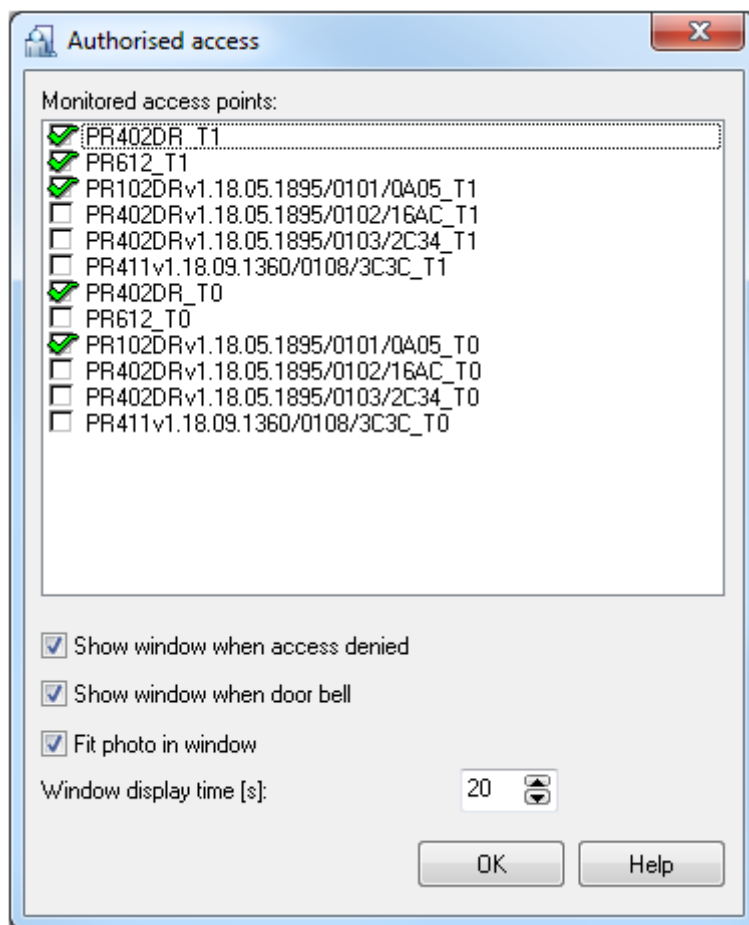 Authorised access
Monitored access points:
PR402DR_T1
PR612_T1
PR102DRv1.18.05.1895/0101/0A05_T1
PR402DRv1.18.05.1895/0102/16AC_T1
PR402DRv1.18.05.1895/0103/2C34_T1
PR411v1.18.09.1360/0108/3C3C_T1
PR402DR_T0
PR612_T0
PR102DRv1.18.05.1895/0101/0A05_T0
PR402DRv1.18.05.1895/0102/16AC_T0
PR402DRv1.18.05.1895/0103/2C34_T0
PR411v1.18.09.1360/0108/3C3C_T0
Show window when access denied
Show window when door bell
Fit photo in window
Window display time [s]: 20
OK Help